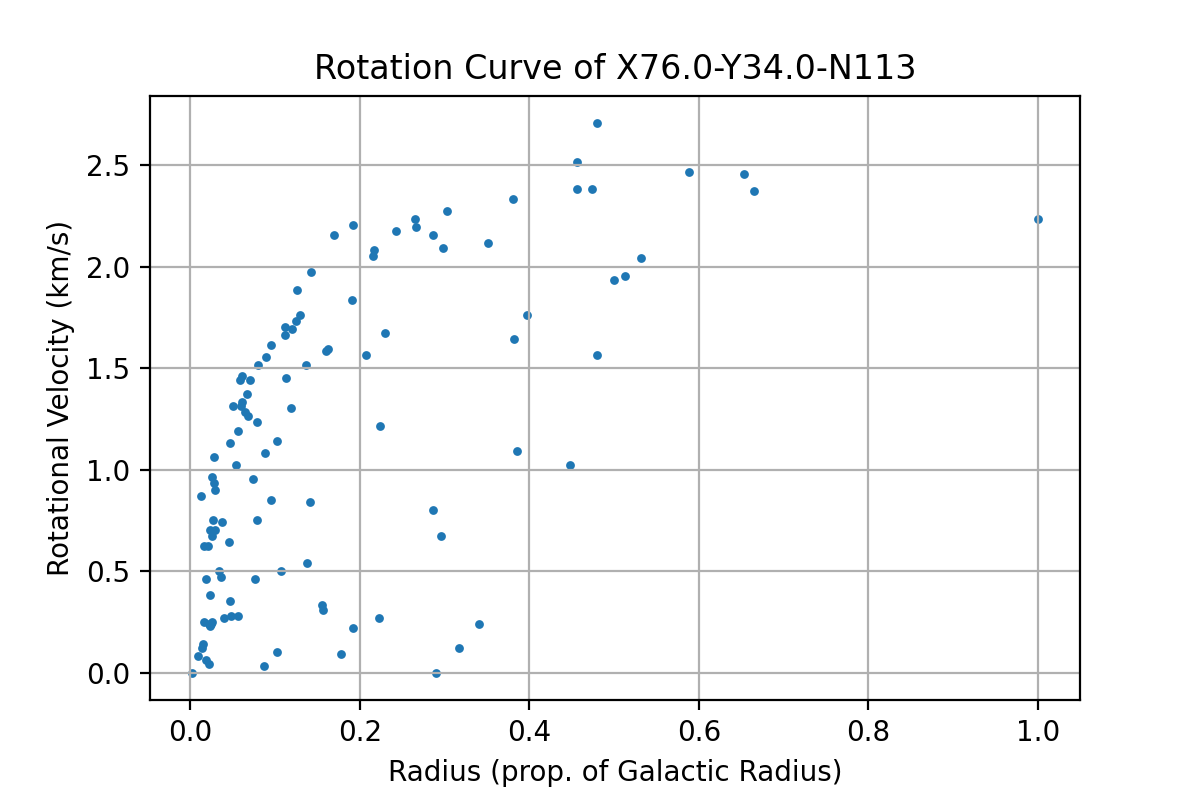 Rotation Curve of X76.0-Y34.0-N113
Rotational Velocity (km/s)
2.5
2.0
1.5
1.0
0.5
0.0
0.0 0.2 0.4 0.6 0.8 1.0
Radius (prop. of Galactic Radius)